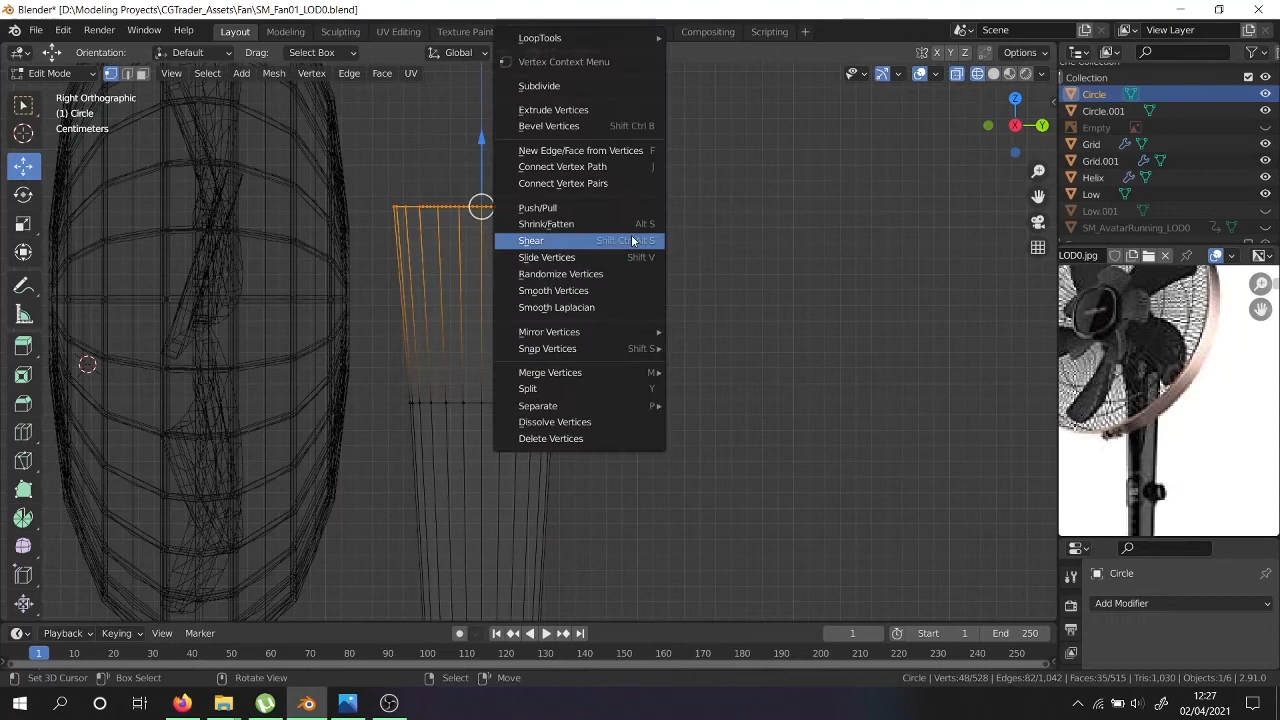 Blender* [D:\Modeling Projects\CGTrader_Assets\Fan\SM_Fan01_LOD0.blend]
File Edit Render Window Help Layout Modeling Sculpting UV Editing Texture Paint Compositing Scripting + Scene View Layer
Orientation: Default Drag: Select Box Global X Y Z Options
Edit Mode View Select Add Mesh Vertex Edge Face UV
Right Orthographic
(1) Circle
Centimeters
LoopTools
Vertex Context Menu
Subdivide
Extrude Vertices
Bevel Vertices Shift Ctrl B
New Edge/Face from Vertices F
Connect Vertex Path J
Connect Vertex Pairs
Push/Pull
Shrink/Fatten Alt S
Shear Shift Ctrl Alt S
Slide Vertices Shift V
Randomize Vertices
Smooth Vertices
Smooth Laplacian
Mirror Vertices
Snap Vertices Shift S
Merge Vertices M
Split Y
Separate P
Dissolve Vertices
Delete Vertices
Z
X
Y
Collection
Circle
Circle.001
Empty
Grid
Grid.001
Helix
Low
Low.001
SM_AvatarRunning_LOD0
LOD0.jpg
Circle
Add Modifier
Playback Keying View Marker 1 Start 1 End 250
1 10 20 30 40 50 60 70 80 90 100 110 120 130 140 150 160 170 180 190 200 210 220 230 240 250
Set 3D Cursor Box Select Rotate View Select Move Circle | Verts:48/528 | Edges:82/1,042 | Faces:35/515 | Tris:1,030 | Objects:1/6 | 2.91.0
12:27
02/04/2021